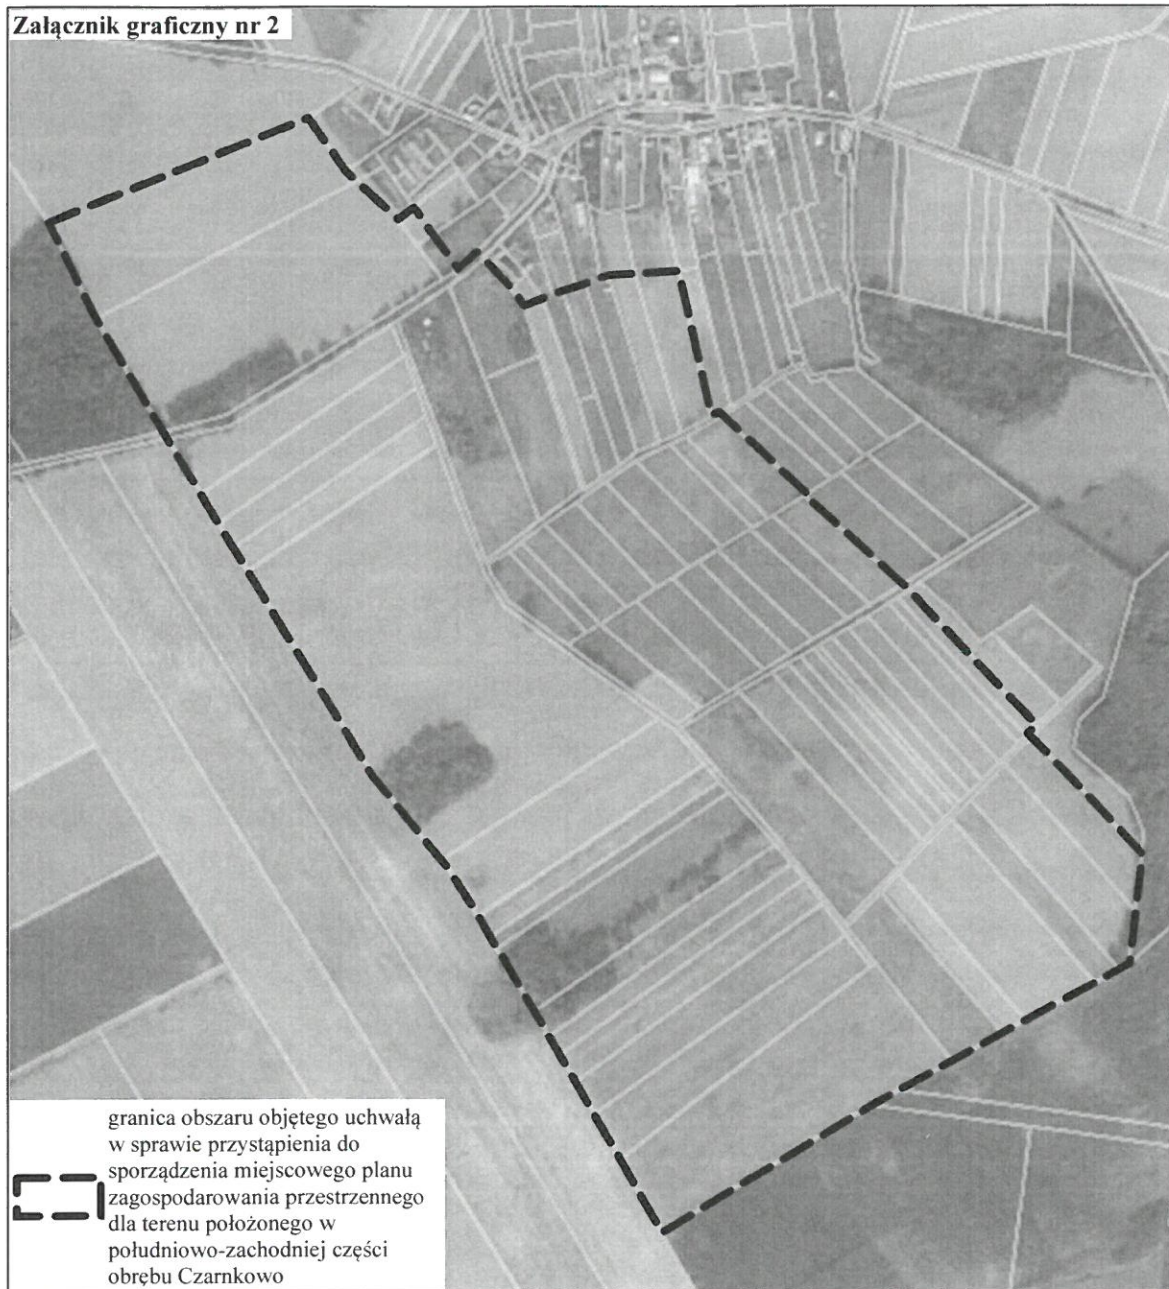 Załącznik graficzny nr 2
granica obszaru objętego uchwałą
w sprawie przystąpienia do
sporządzenia miejscowego planu
zagospodarowania przestrzennego
dla terenu położonego w
południowo-zachodniej części
obrębu Czarnkowo